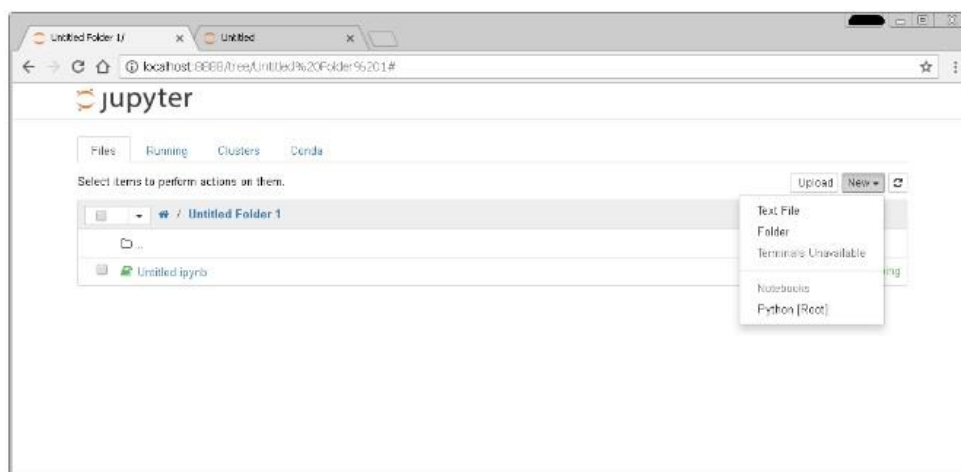 Untitled Folder 1/
Untitled
localhost:8888/tree/Untitled%20Folder%201#
jupyter
Files Running Clusters Conda
Select items to perform actions on them.
Upload New
/ Untitled Folder 1
..
Untitled.ipynb
Text File
Folder
Terminals Unavailable
Notebooks
Python [Root]